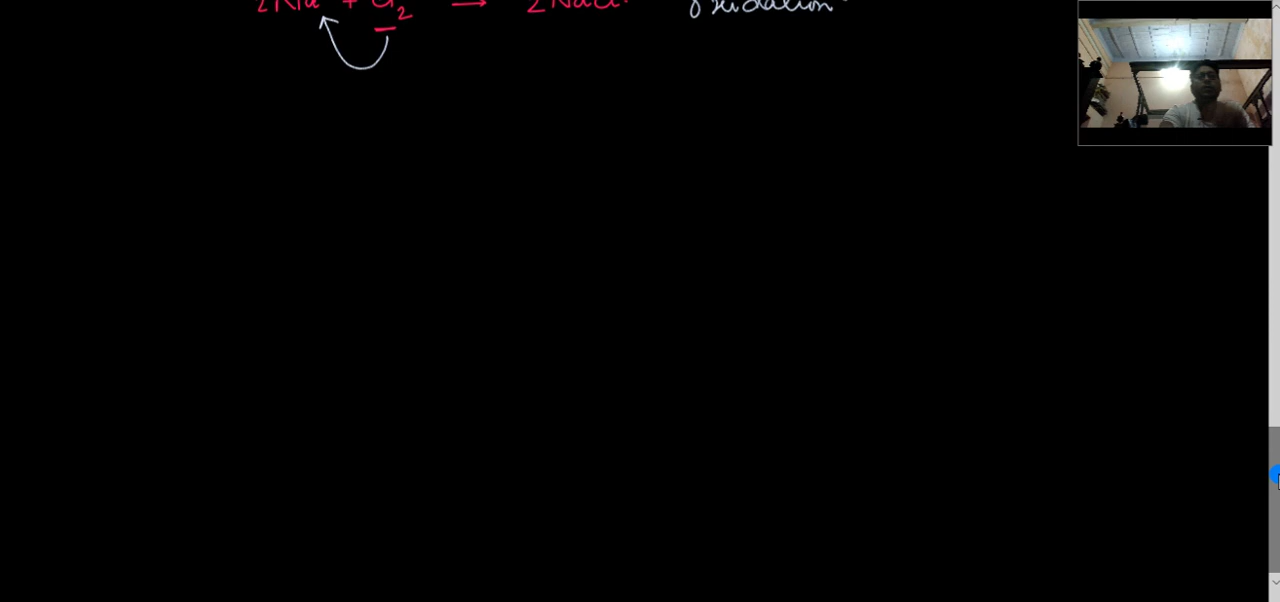 2Na + Cl₂ → 2NaCl. Oxidation